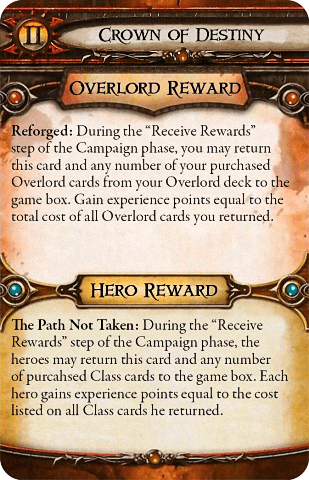 II
Crown of Destiny
Overlord Reward
Reforged: During the “Receive Rewards”
step of the Campaign phase, you may return
this card and any number of your purchased
Overlord cards from your Overlord deck to the
game box. Gain experience points equal to the
total cost of all Overlord cards you returned.
Hero Reward
The Path Not Taken: During the “Receive
Rewards” step of the Campaign phase, the
heroes may return this card and any number
of purcahsed Class cards to the game box. Each
hero gains experience points equal to the cost
listed on all Class cards he returned.